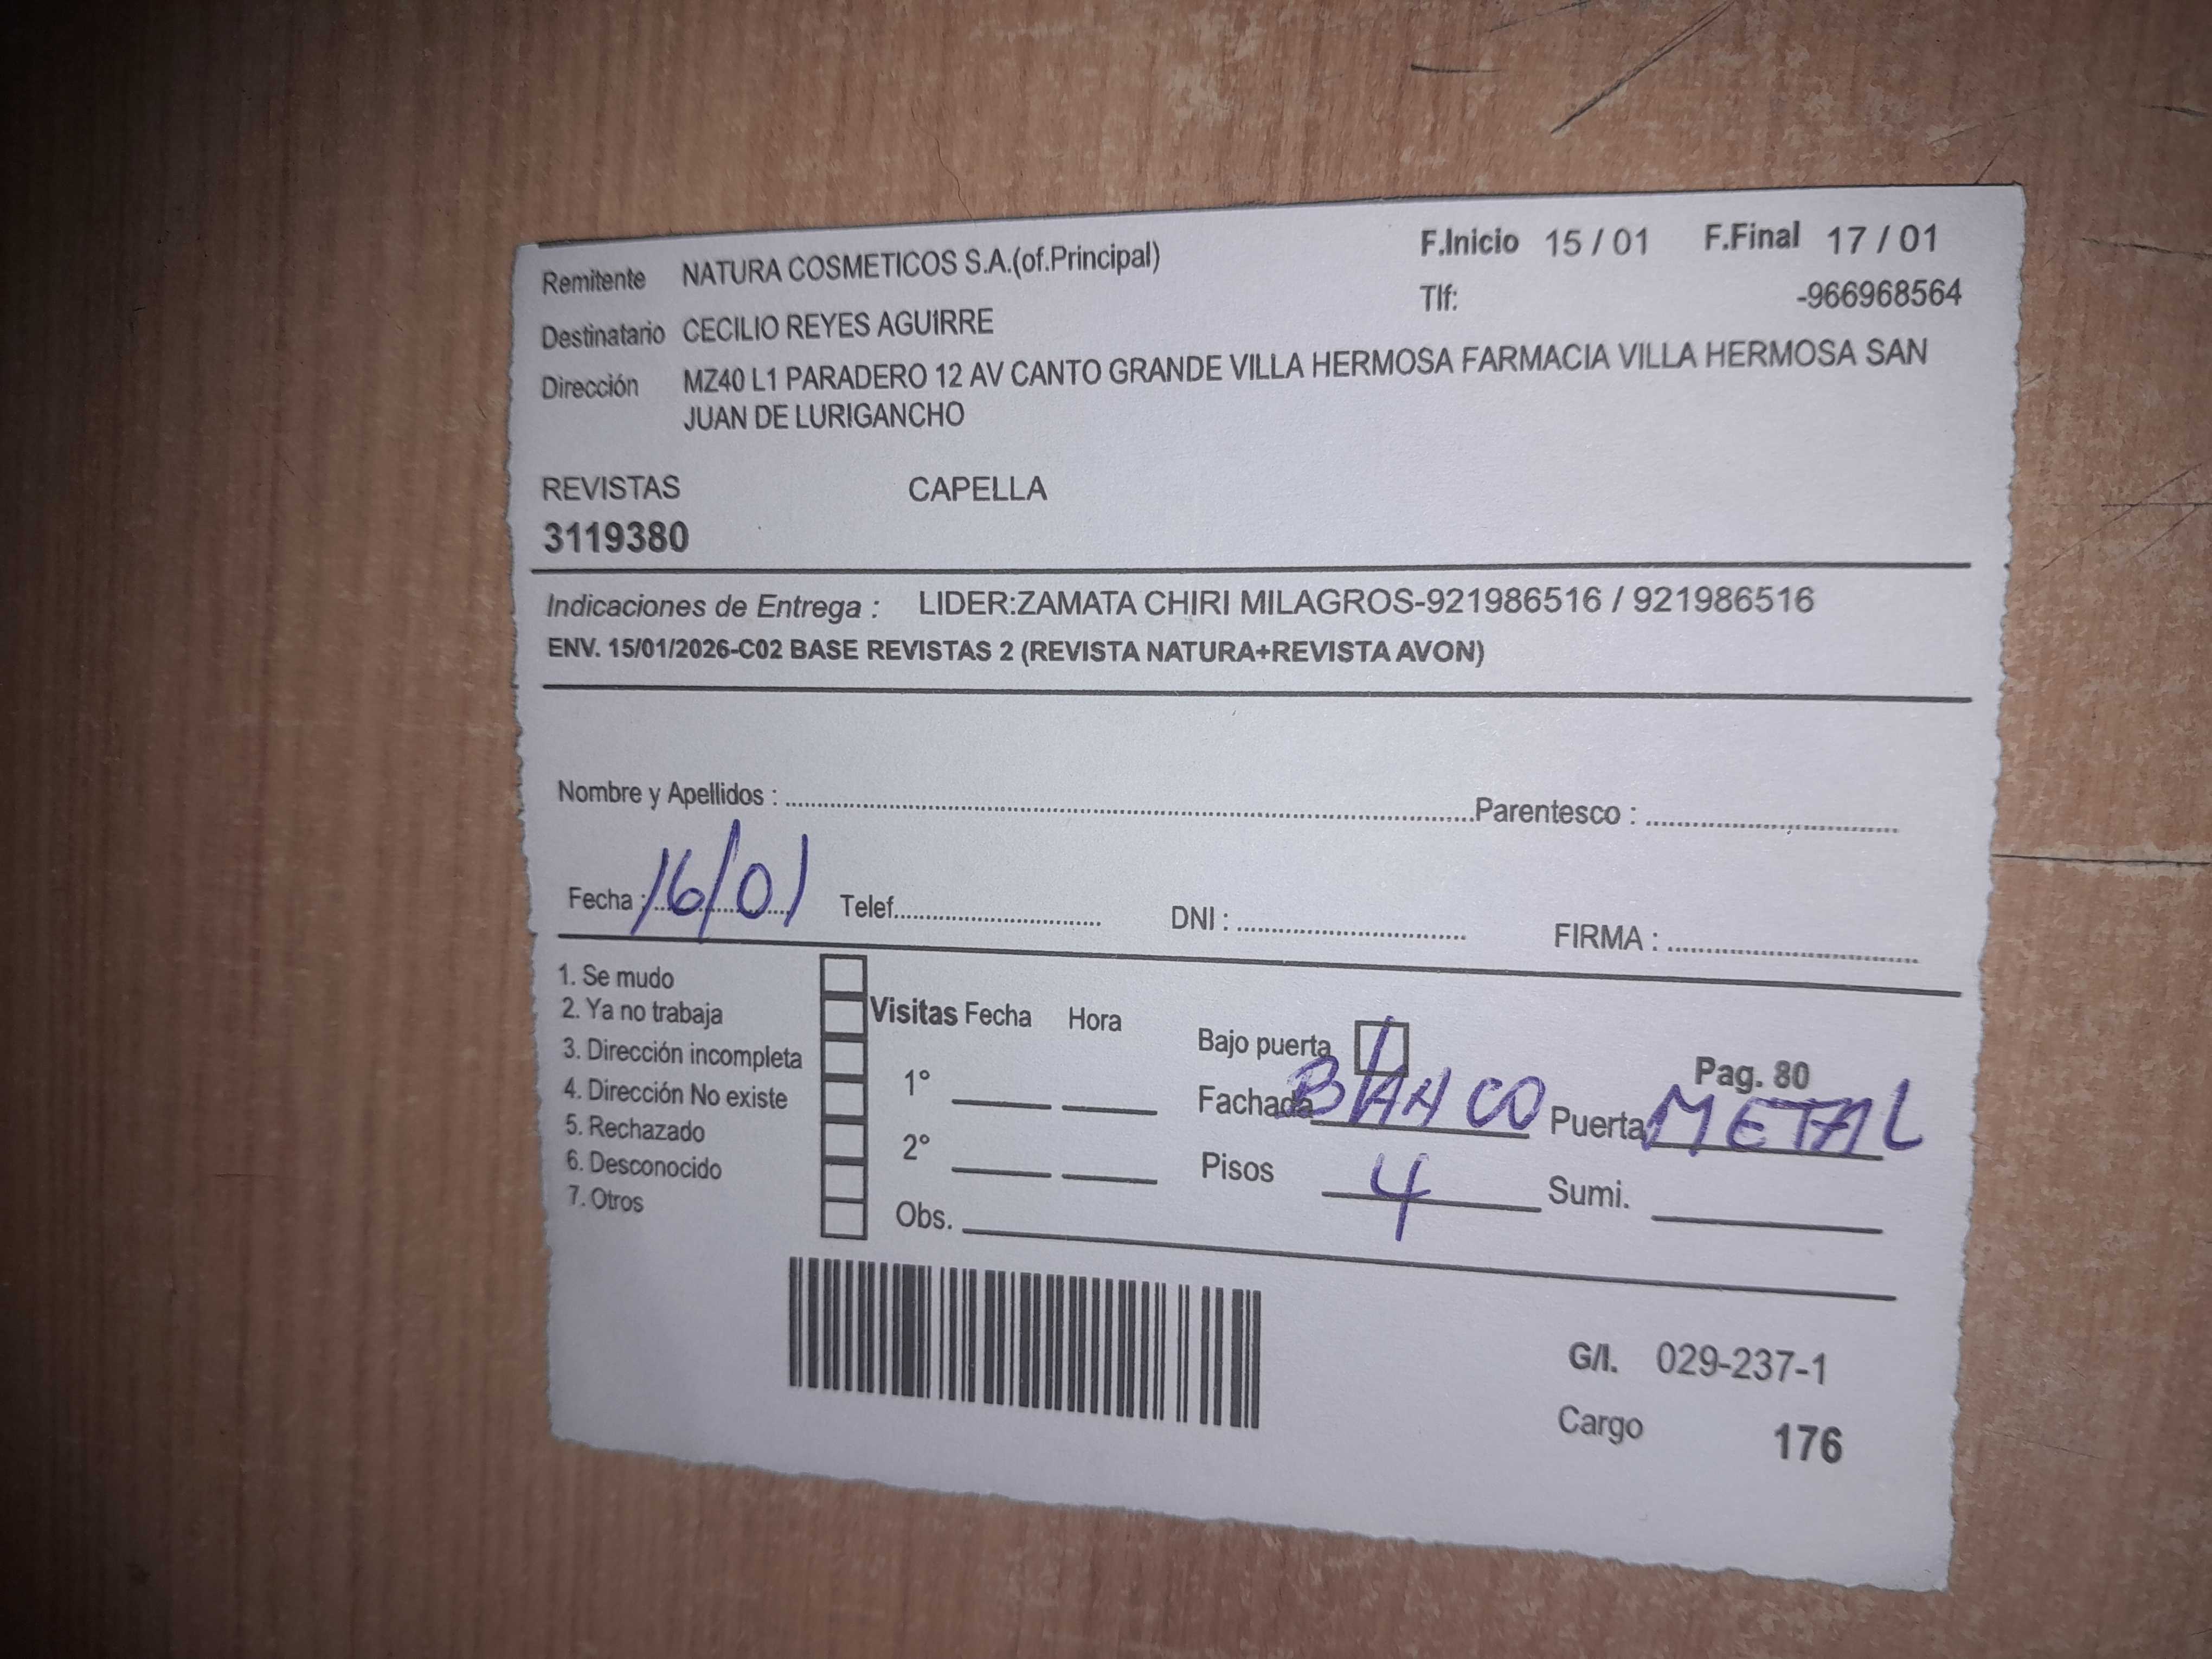 Remitente NATURA COSMETICOS S.A.(of.Principal) F.Inicio 15 / 01 F.Final 17 / 01
Tlf: -966968564
Destinatario CECILIO REYES AGUIRRE
Dirección MZ40 L1 PARADERO 12 AV CANTO GRANDE VILLA HERMOSA FARMACIA VILLA HERMOSA SAN
JUAN DE LURIGANCHO
REVISTAS CAPELLA
3119380
Indicaciones de Entrega : LIDER:ZAMATA CHIRI MILAGROS-921986516 / 921986516
ENV. 15/01/2026-C02 BASE REVISTAS 2 (REVISTA NATURA+REVISTA AVON)
Nombre y Apellidos : Parentesco :
Fecha : 16/01 Telef. DNI : FIRMA :
1. Se mudo
2. Ya no trabaja
3. Dirección incompleta
4. Dirección No existe
5. Rechazado
6. Desconocido
7. Otros
Visitas Fecha Hora
1°
2°
Obs.
Bajo puerta
Pag. 80
Fachada BLANCO Puerta METAL
Pisos 4 Sumi.
G/I. 029-237-1
Cargo 176